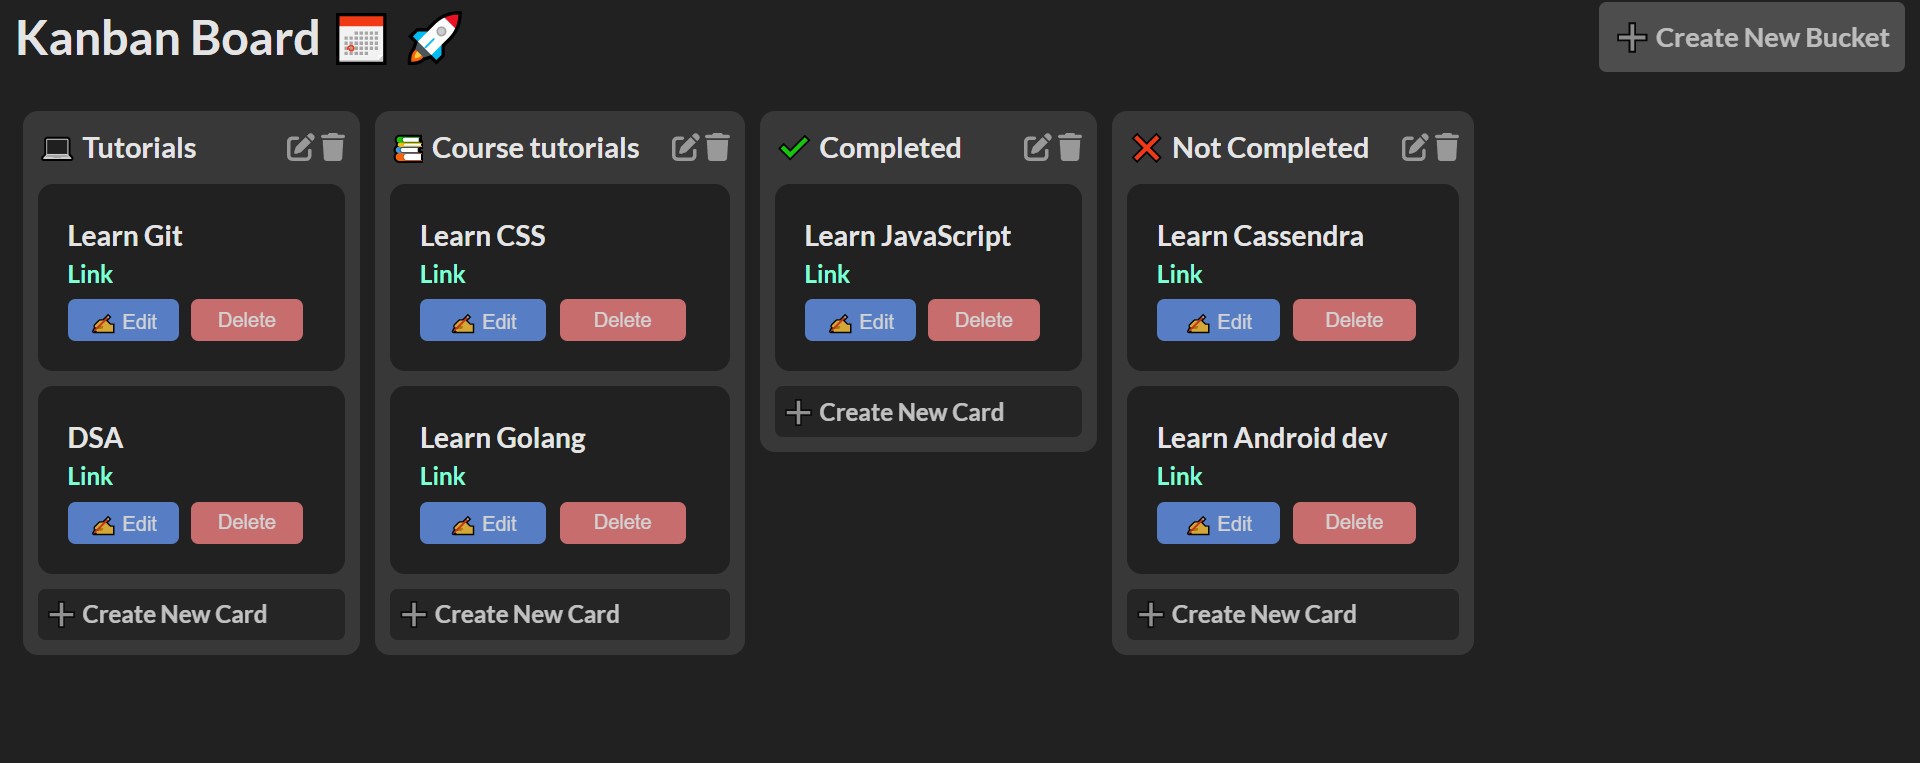 Kanban Board
Create New Bucket
Tutorials
Learn Git
Link
Edit Delete
DSA
Link
Edit Delete
Create New Card
Course tutorials
Learn CSS
Link
Edit Delete
Learn Golang
Link
Edit Delete
Create New Card
Completed
Learn JavaScript
Link
Edit Delete
Create New Card
Not Completed
Learn Cassendra
Link
Edit Delete
Learn Android dev
Link
Edit Delete
Create New Card